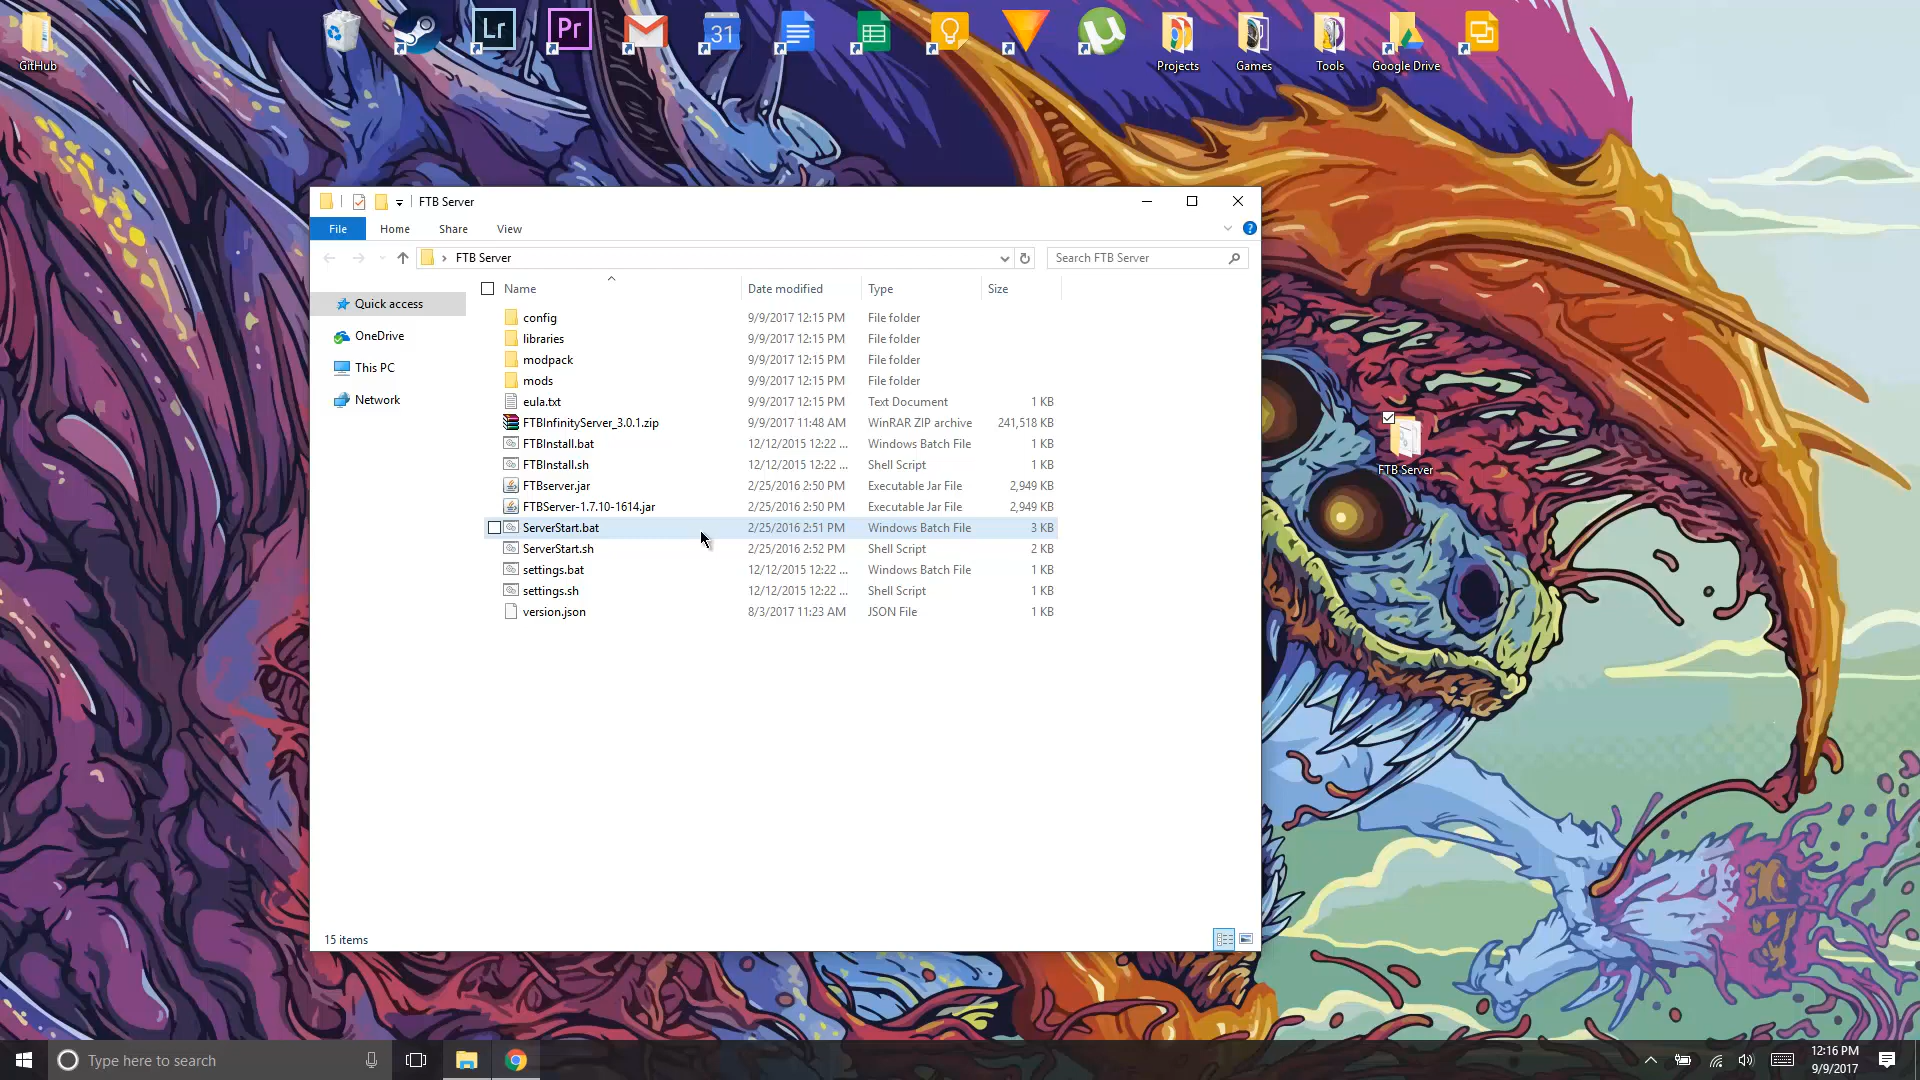 Lr
Pr
31
GitHub
Projects
Games
Tools
Google Drive
FTB Server
File
Home
Share
View
FTB Server
Search FTB Server
Name
Date modified
Type
Size
Quick access
OneDrive
This PC
Network
config 9/9/2017 12:15 PM File folder
libraries 9/9/2017 12:15 PM File folder
modpack 9/9/2017 12:15 PM File folder
mods 9/9/2017 12:15 PM File folder
eula.txt 9/9/2017 12:15 PM Text Document 1 KB
FTBInfinityServer_3.0.1.zip 9/9/2017 11:48 AM WinRAR ZIP archive 241,518 KB
FTBInstall.bat 12/12/2015 12:22 ... Windows Batch File 1 KB
FTBInstall.sh 12/12/2015 12:22 ... Shell Script 1 KB
FTBserver.jar 2/25/2016 2:50 PM Executable Jar File 2,949 KB
FTBServer-1.7.10-1614.jar 2/25/2016 2:50 PM Executable Jar File 2,949 KB
ServerStart.bat 2/25/2016 2:51 PM Windows Batch File 3 KB
ServerStart.sh 2/25/2016 2:52 PM Shell Script 2 KB
settings.bat 12/12/2015 12:22 ... Windows Batch File 1 KB
settings.sh 12/12/2015 12:22 ... Shell Script 1 KB
version.json 8/3/2017 11:23 AM JSON File 1 KB
FTB Server
15 items
Type here to search
12:16 PM
9/9/2017